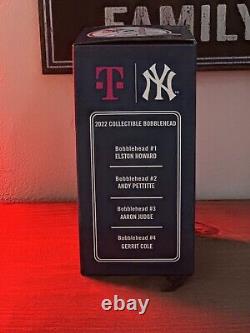 FAMILY
T
NY
2022 COLLECTIBLE BOBBLEHEAD
Bobblehead #1
ELSTON HOWARD
Bobblehead #2
ANDY PETTITTE
Bobblehead #3
AARON JUDGE
Bobblehead #4
GERRIT COLE
ebay